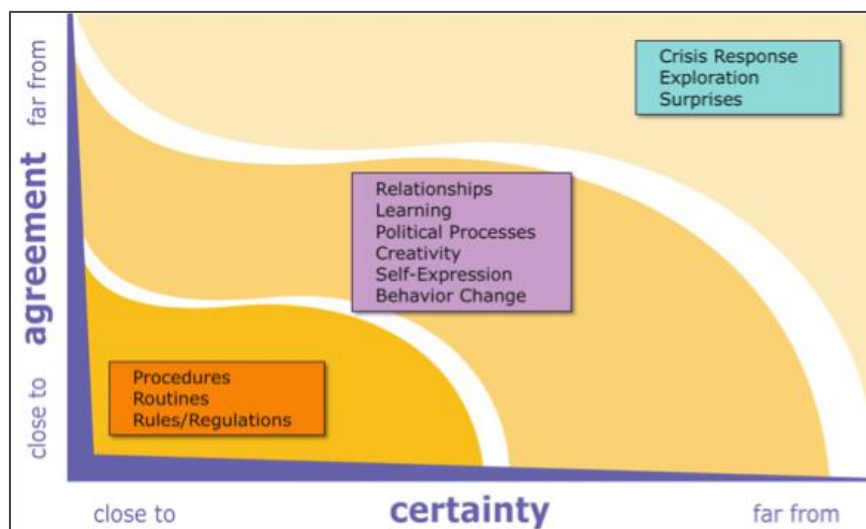 far from
agreement
close to
Crisis Response
Exploration
Surprises
Relationships
Learning
Political Processes
Creativity
Self-Expression
Behavior Change
Procedures
Routines
Rules/Regulations
close to
certainty
far from